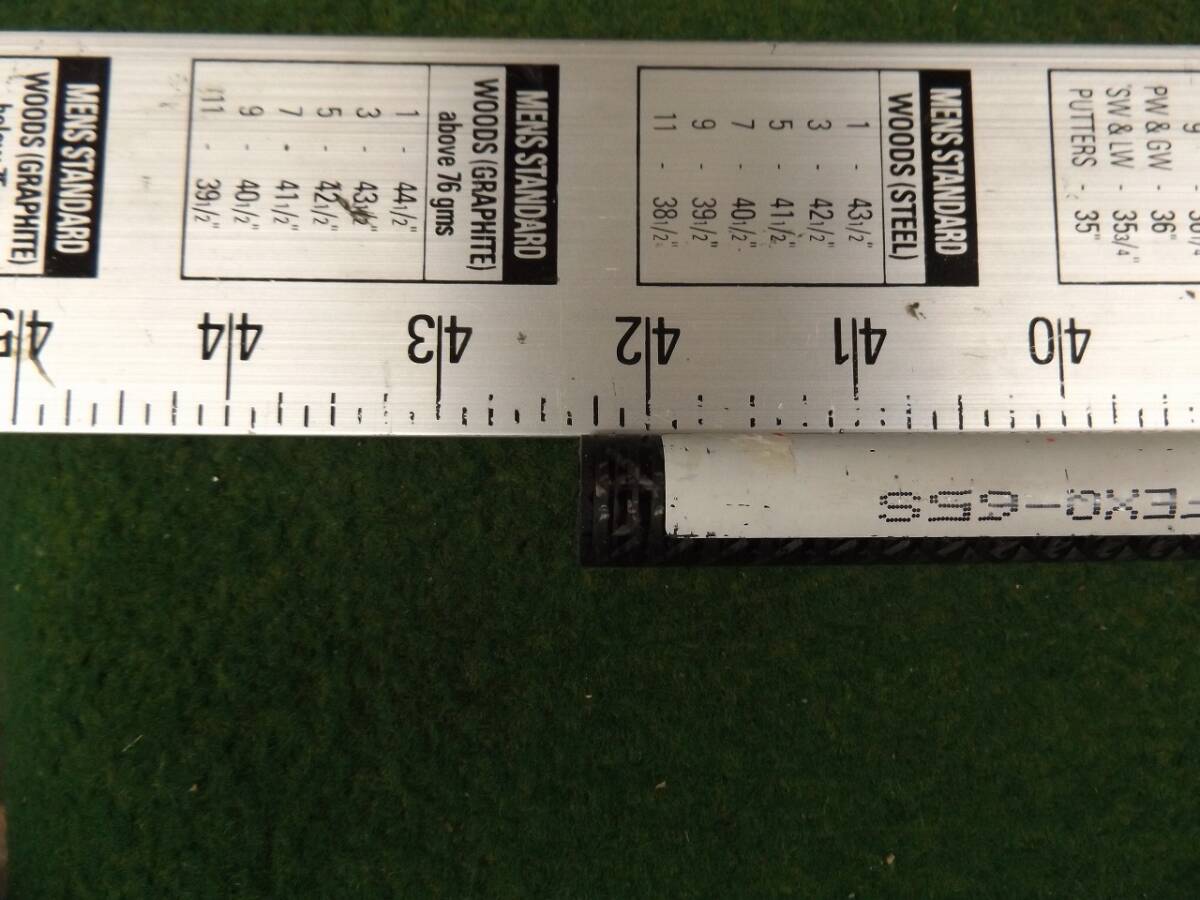 MENS STANDARD
WOODS (GRAPHITE)
MENS STANDARD
WOODS (GRAPHITE)
above 76 gms
1 - 44 1/2"
3 - 43 1/2"
5 - 42 1/2"
7 - 41 1/2"
9 - 40 1/2"
11 - 39 1/2"
MENS STANDARD
WOODS (STEEL)
1 - 43 1/2"
3 - 42 1/2"
5 - 41 1/2"
7 - 40 1/2"
9 - 39 1/2"
11 - 38 1/2"
9
PW & GW - 36"
SW & LW - 35 3/4"
PUTTERS - 35"
45 44 43 42 41 40
EXQ-65S